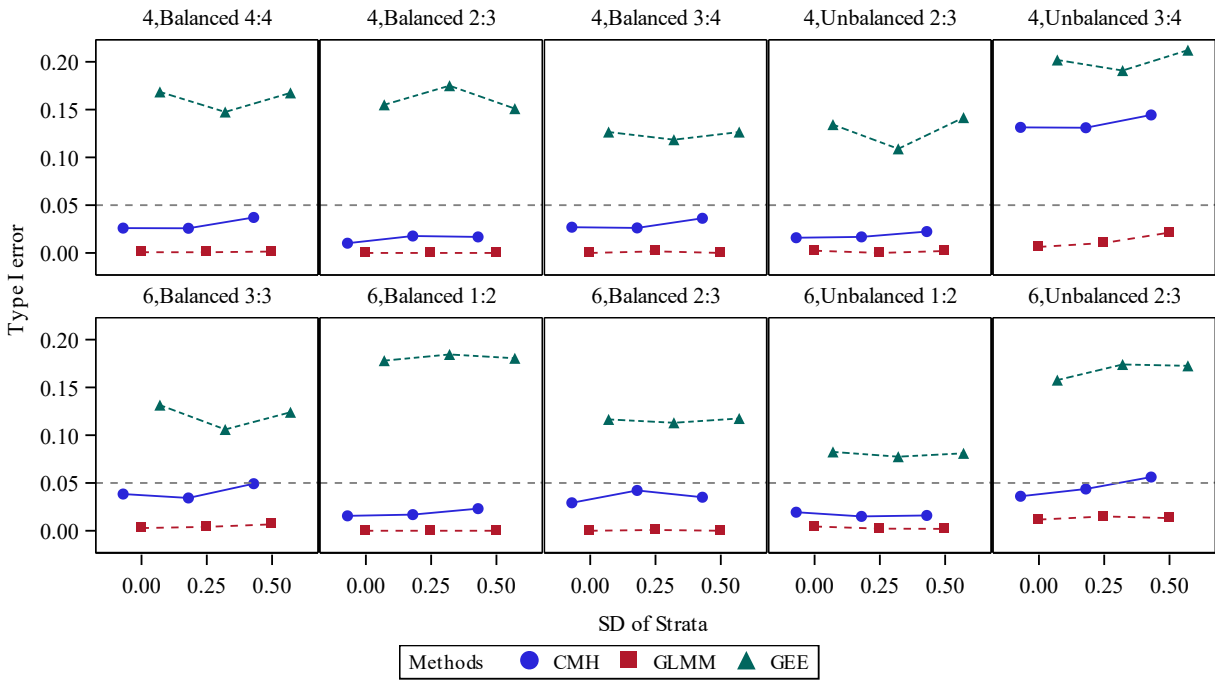 4,Balanced 4:4 4,Balanced 2:3 4,Balanced 3:4 4,Unbalanced 2:3 4,Unbalanced 3:4
0.20
0.15
0.10
0.05
0.00
Type I error
6,Balanced 3:3 6,Balanced 1:2 6,Balanced 2:3 6,Unbalanced 1:2 6,Unbalanced 2:3
0.20
0.15
0.10
0.05
0.00
0.00 0.25 0.50 0.00 0.25 0.50 0.00 0.25 0.50 0.00 0.25 0.50 0.00 0.25 0.50
SD of Strata
Methods CMH GLMM GEE